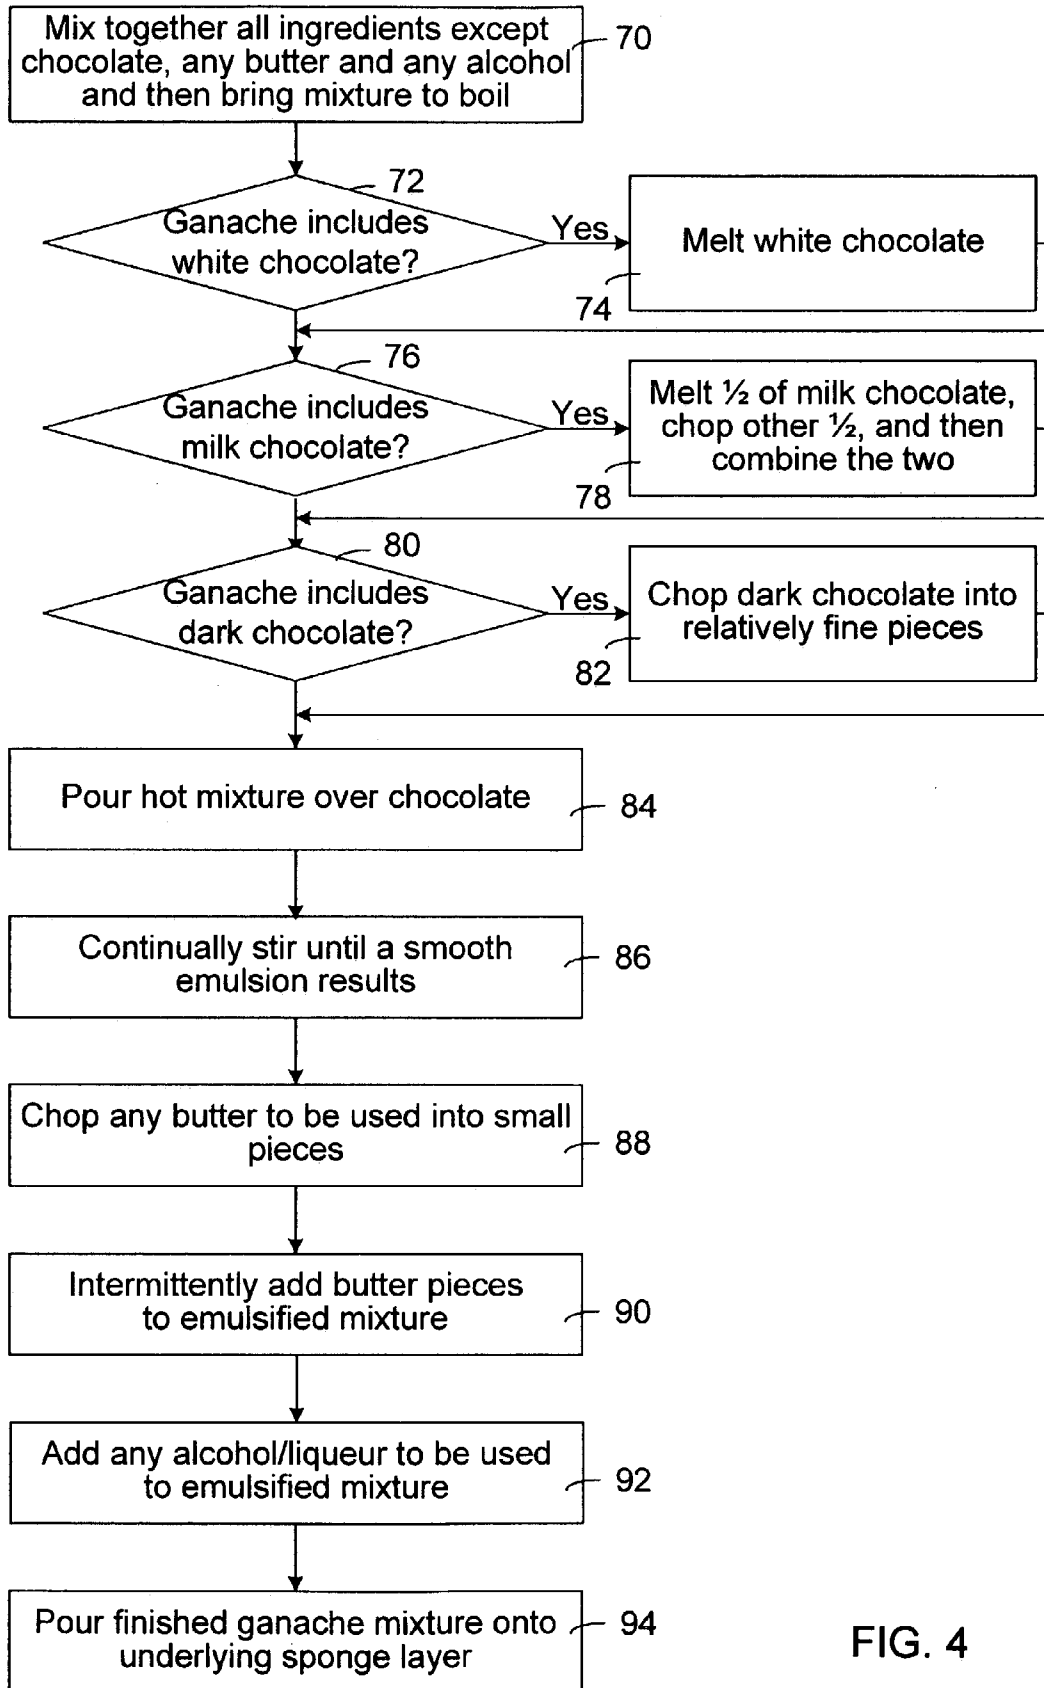 Mix together all ingredients except
chocolate, any butter and any alcohol
and then bring mixture to boil
70
72
Ganache includes
white chocolate?
Yes
Melt white chocolate
74
76
Ganache includes
milk chocolate?
Yes
Melt ½ of milk chocolate,
chop other ½, and then
combine the two
78
80
Ganache includes
dark chocolate?
Yes
Chop dark chocolate into
relatively fine pieces
82
Pour hot mixture over chocolate
84
Continually stir until a smooth
emulsion results
86
Chop any butter to be used into small
pieces
88
Intermittently add butter pieces
to emulsified mixture
90
Add any alcohol/liqueur to be used
to emulsified mixture
92
Pour finished ganache mixture onto
underlying sponge layer
94
FIG. 4